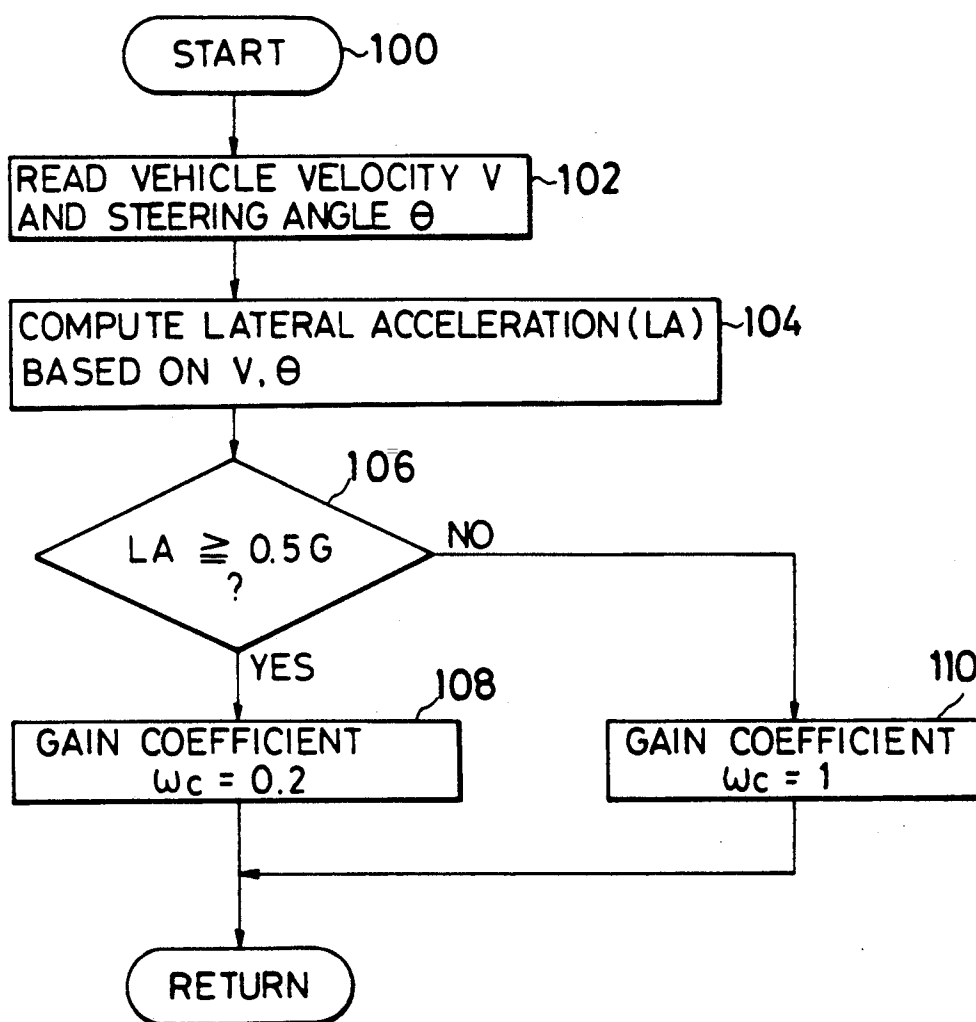 START
100
READ VEHICLE VELOCITY V
AND STEERING ANGLE θ
102
COMPUTE LATERAL ACCELERATION(LA)
BASED ON V, θ
104
106
LA ≧ 0.5G
?
NO
YES
108
GAIN COEFFICIENT
ωc = 0.2
110
GAIN COEFFICIENT
ωc = 1
RETURN